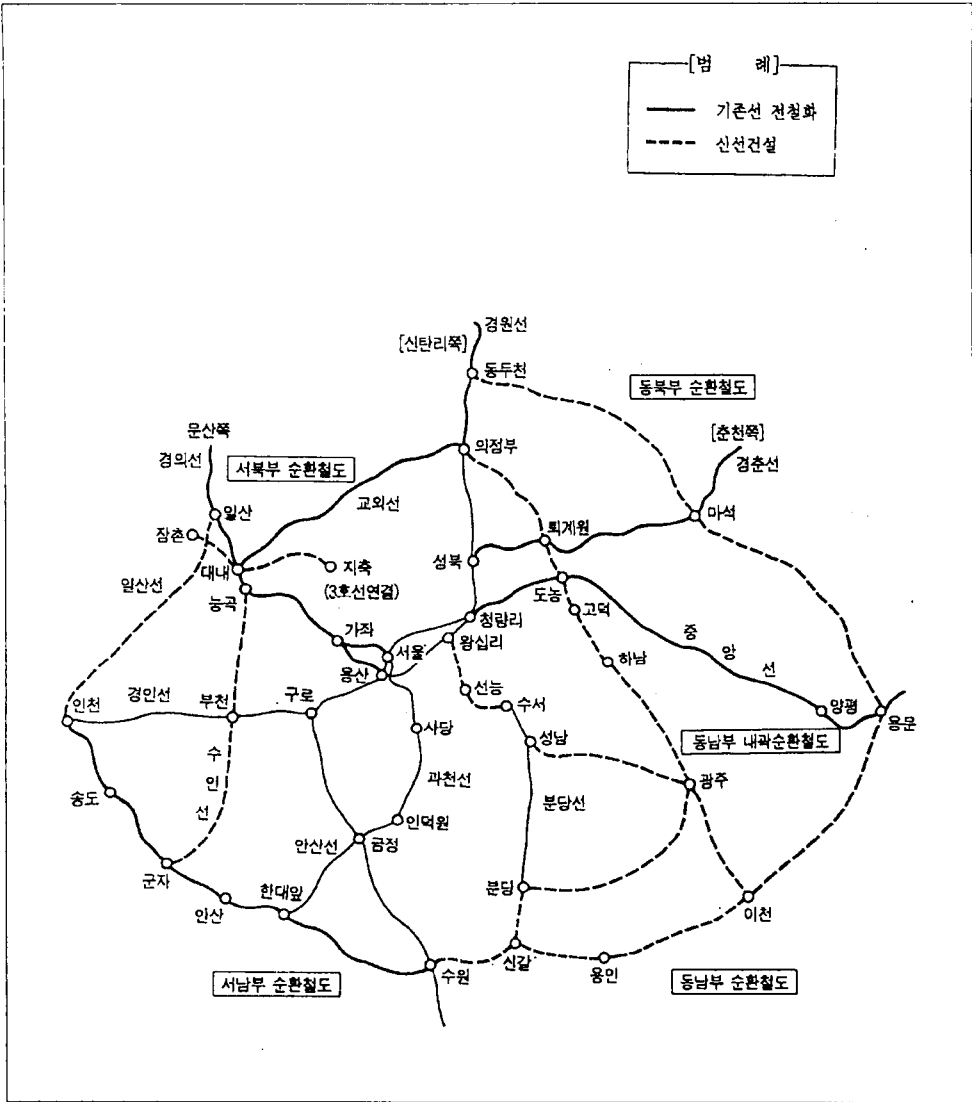 [범 례]
기존선 전철화
신선건설
경원선
[신탄리쪽]
동두천
동북부 순환철도
문산쪽
[춘천쪽]
경의선
서북부 순환철도
의정부
경춘선
교외선
일산
마석
잠촌
퇴계원
대내
지축
성북
(3호선연결)
일산선
능곡
도농
고덕
청량리
가좌
왕십리
서울
중앙선
하남
용산
선능
경인선
부천
구로
수서
인천
양평
용문
사당
성남
동남부 내곽순환철도
수인선
과천선
광주
분당선
송도
인덕원
안산선
금정
군자
한대앞
분당
안산
이천
신갈
용인
수원
서남부 순환철도
동남부 순환철도